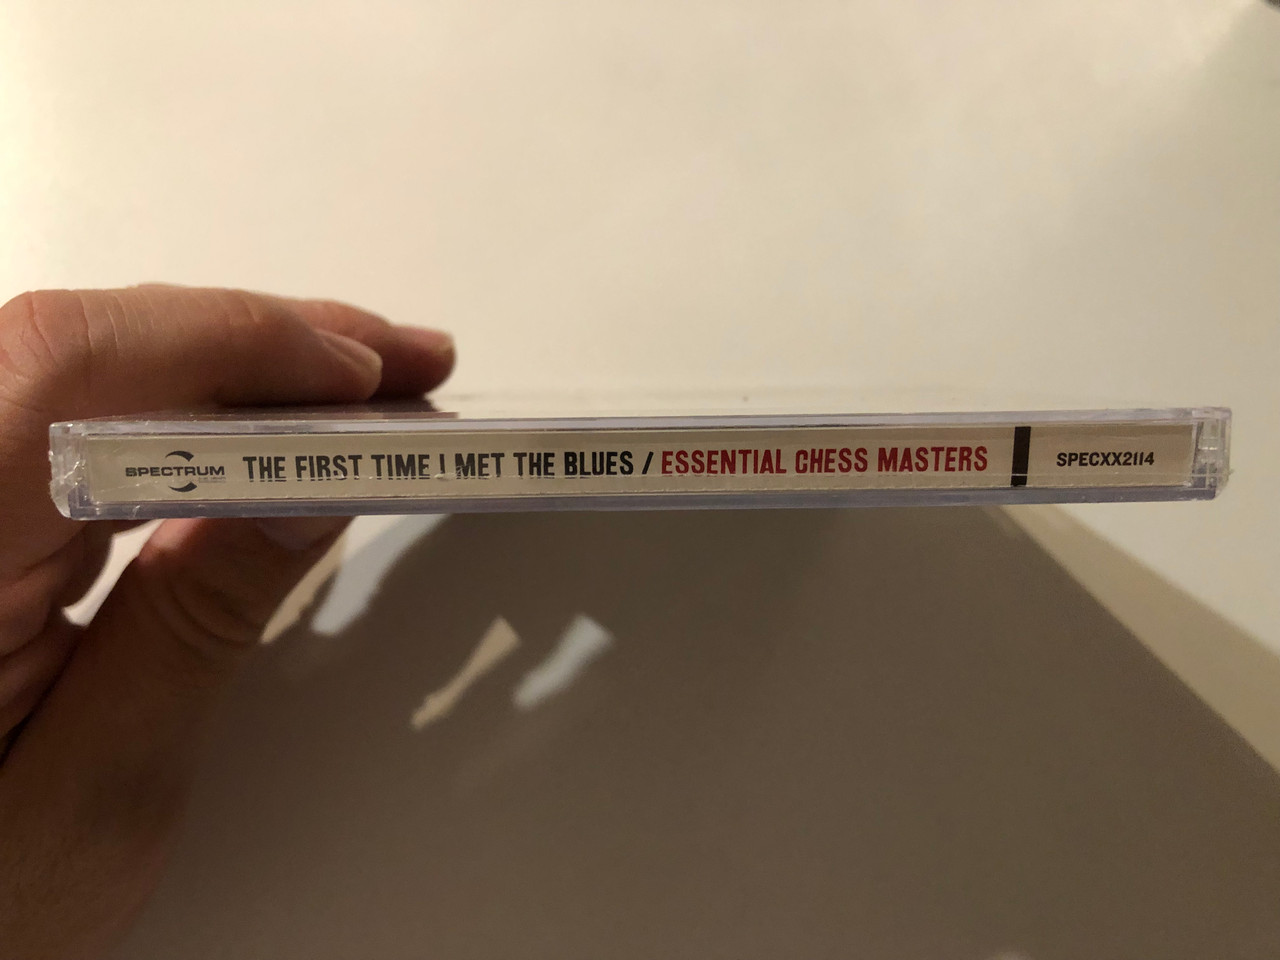 SPECTRUM THE FIRST TIME I MET THE BLUES / ESSENTIAL CHESS MASTERS SPECXX2114